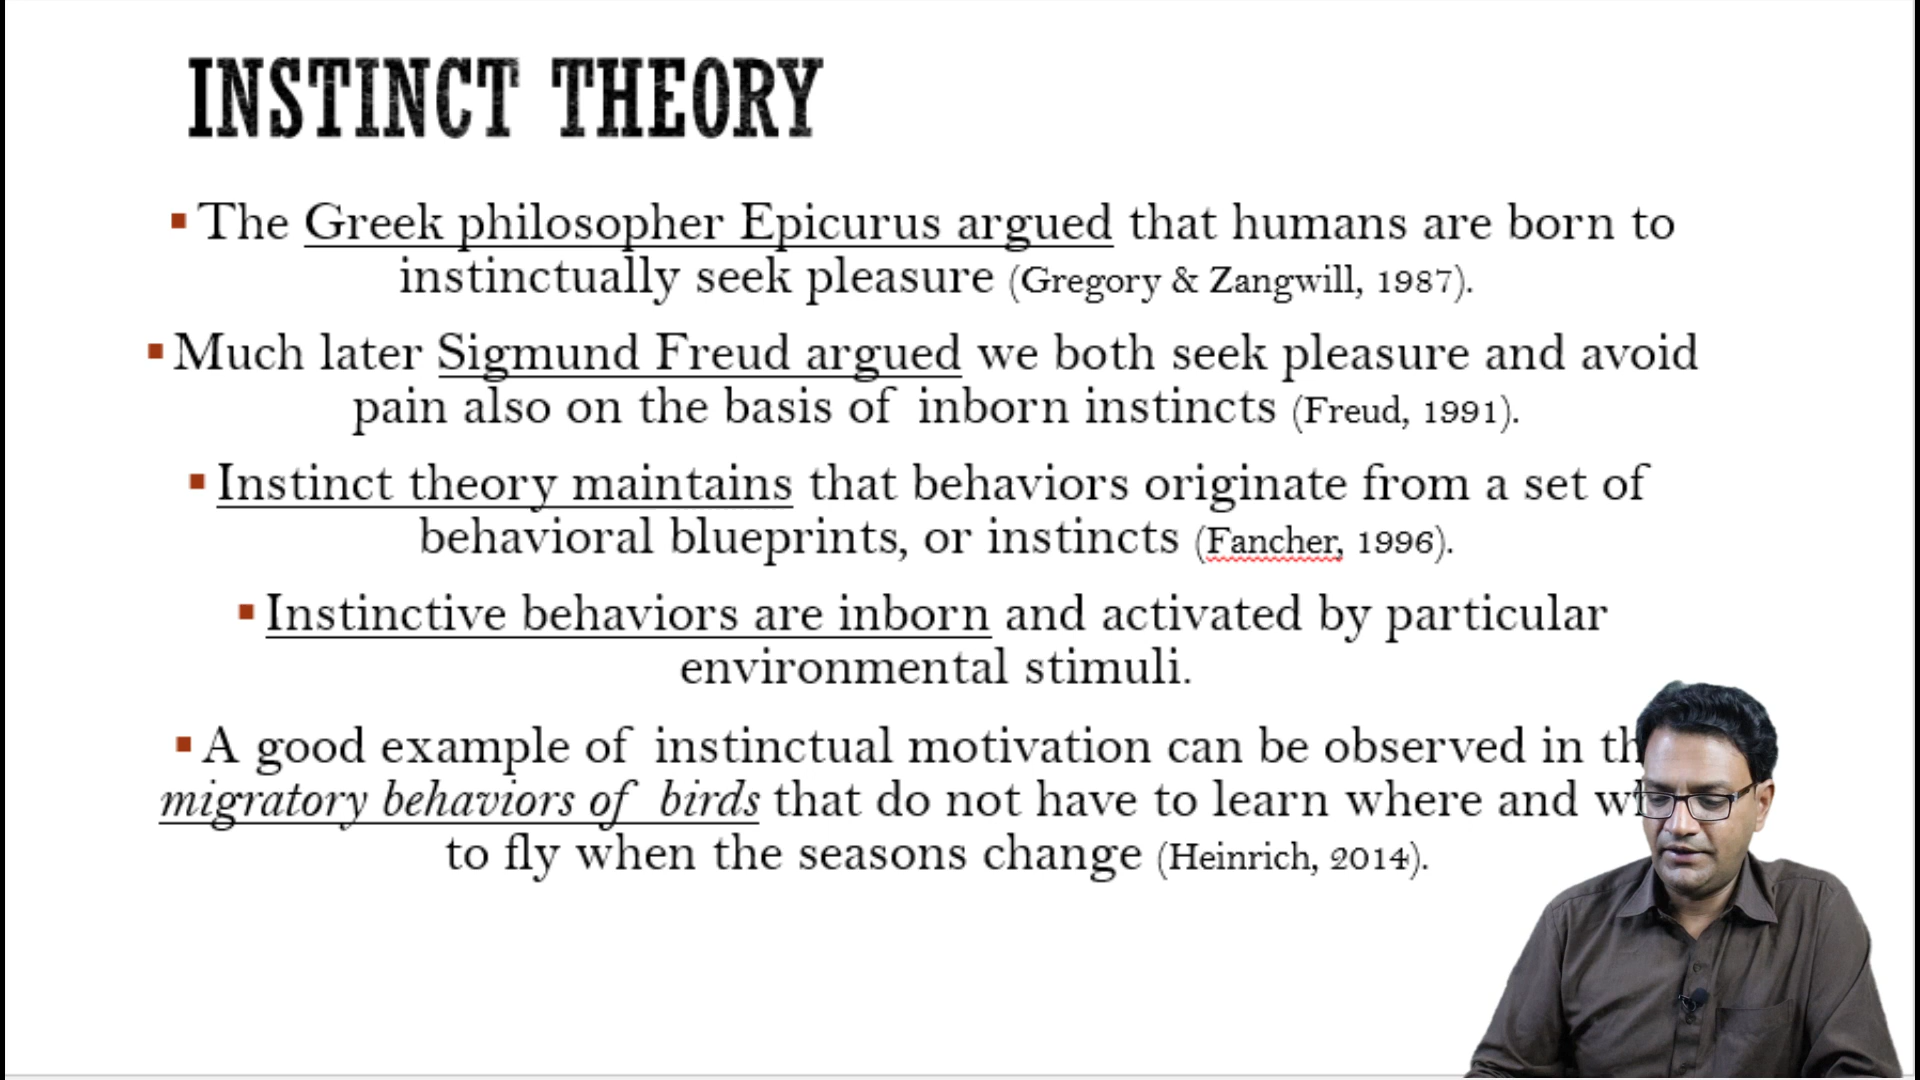 INSTINCT THEORY
▪ The Greek philosopher Epicurus argued that humans are born to
instinctually seek pleasure (Gregory & Zangwill, 1987).
▪ Much later Sigmund Freud argued we both seek pleasure and avoid
pain also on the basis of inborn instincts (Freud, 1991).
▪ Instinct theory maintains that behaviors originate from a set of
behavioral blueprints, or instincts (Fancher, 1996).
▪ Instinctive behaviors are inborn and activated by particular
environmental stimuli.
▪ A good example of instinctual motivation can be observed in
migratory behaviors of birds that do not have to learn where and
to fly when the seasons change (Heinrich, 2014).